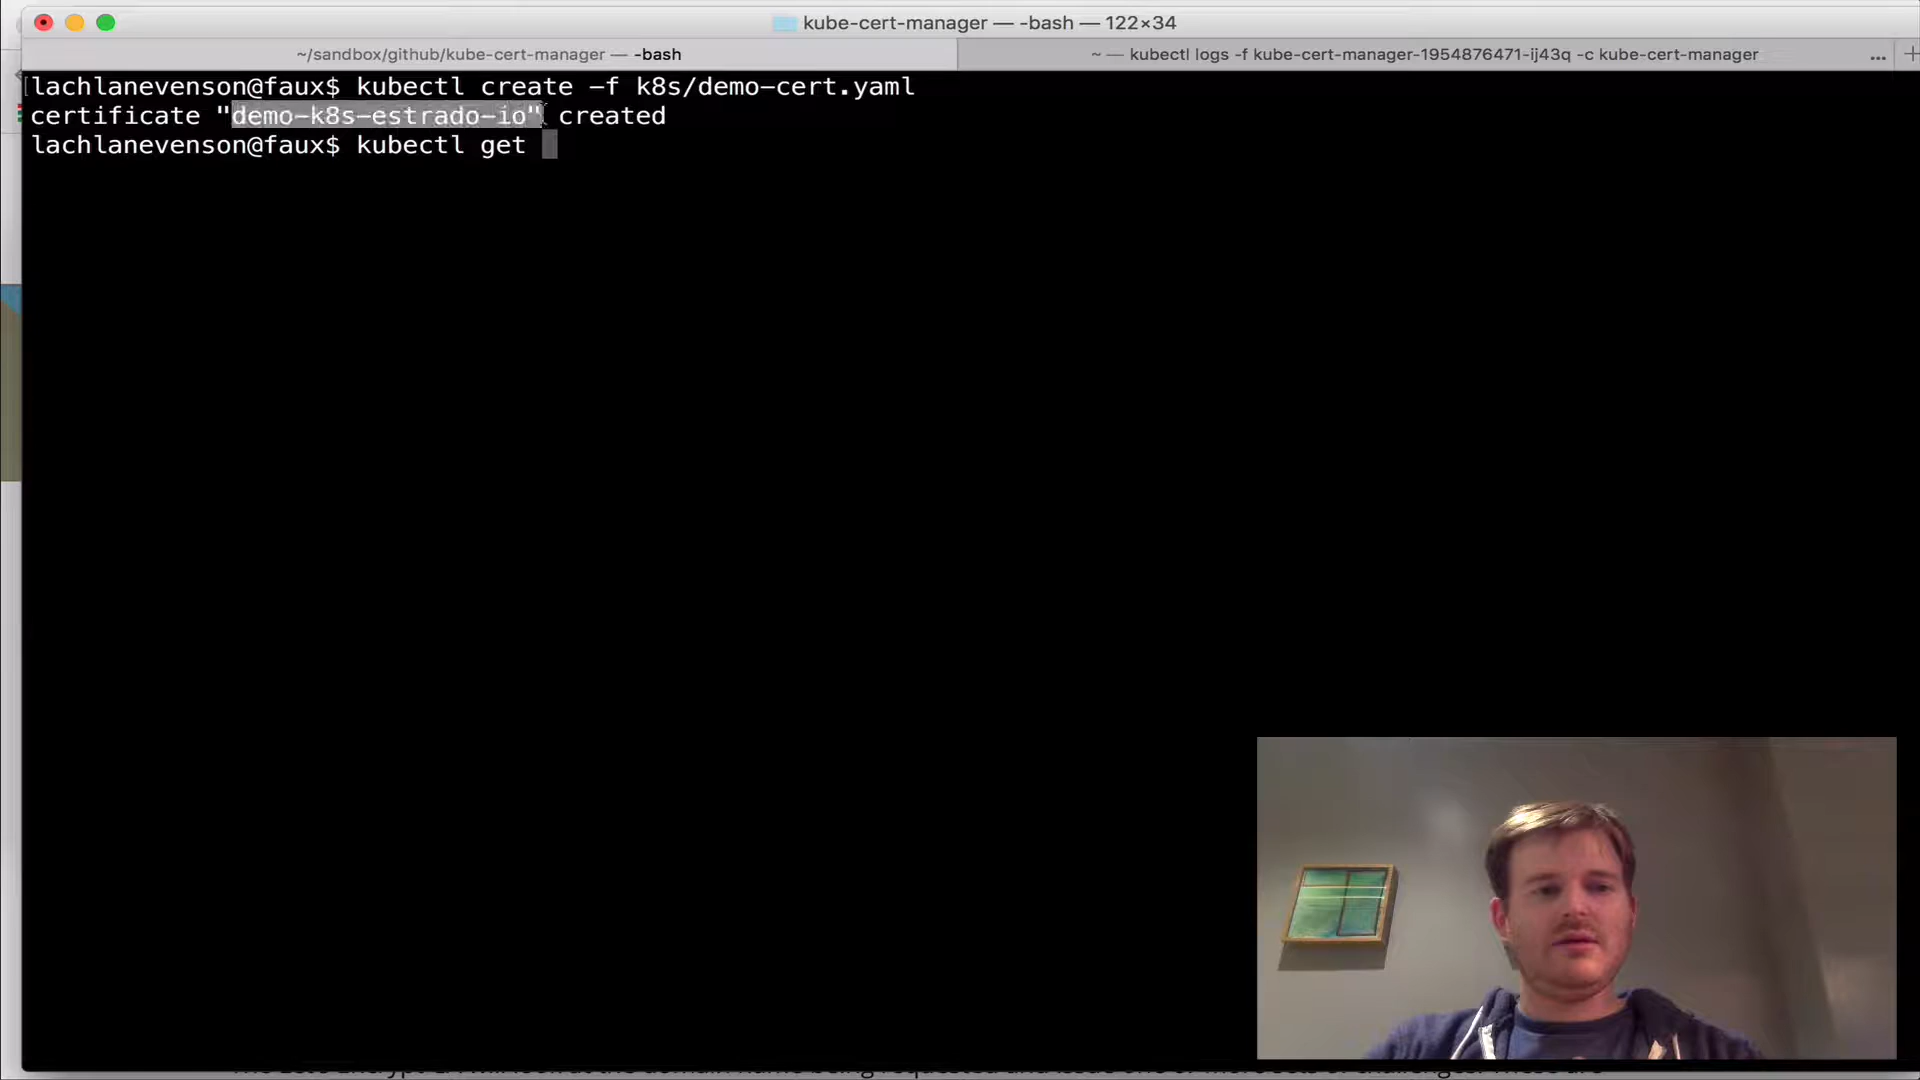 kube-cert-manager — -bash — 122×34
~/sandbox/github/kube-cert-manager — -bash
~ — kubectl logs -f kube-cert-manager-1954876471-ij43q -c kube-cert-manager ... +
[lachlanevenson@faux$ kubectl create -f k8s/demo-cert.yaml
certificate "demo-k8s-estrado-io" created
lachlanevenson@faux$ kubectl get